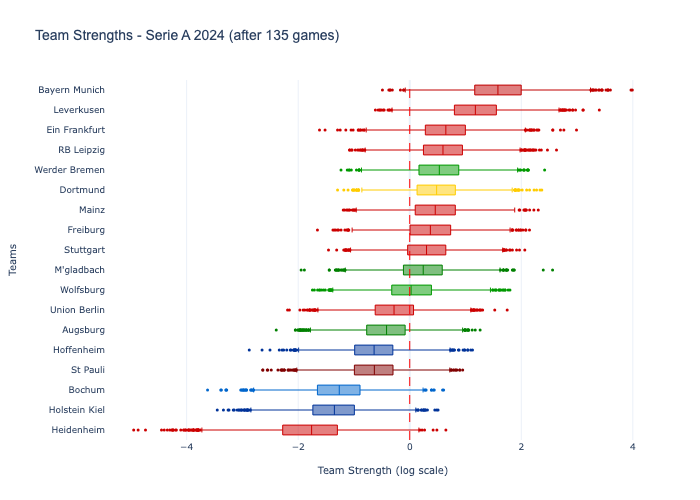 Team Strengths - Serie A 2024 (after 135 games)
Bayern Munich
Leverkusen
Ein Frankfurt
RB Leipzig
Werder Bremen
Dortmund
Mainz
Freiburg
Stuttgart
M'gladbach
Wolfsburg
Union Berlin
Augsburg
Hoffenheim
St Pauli
Bochum
Holstein Kiel
Heidenheim
Teams
−2 0 2 4
Team Strength (log scale)